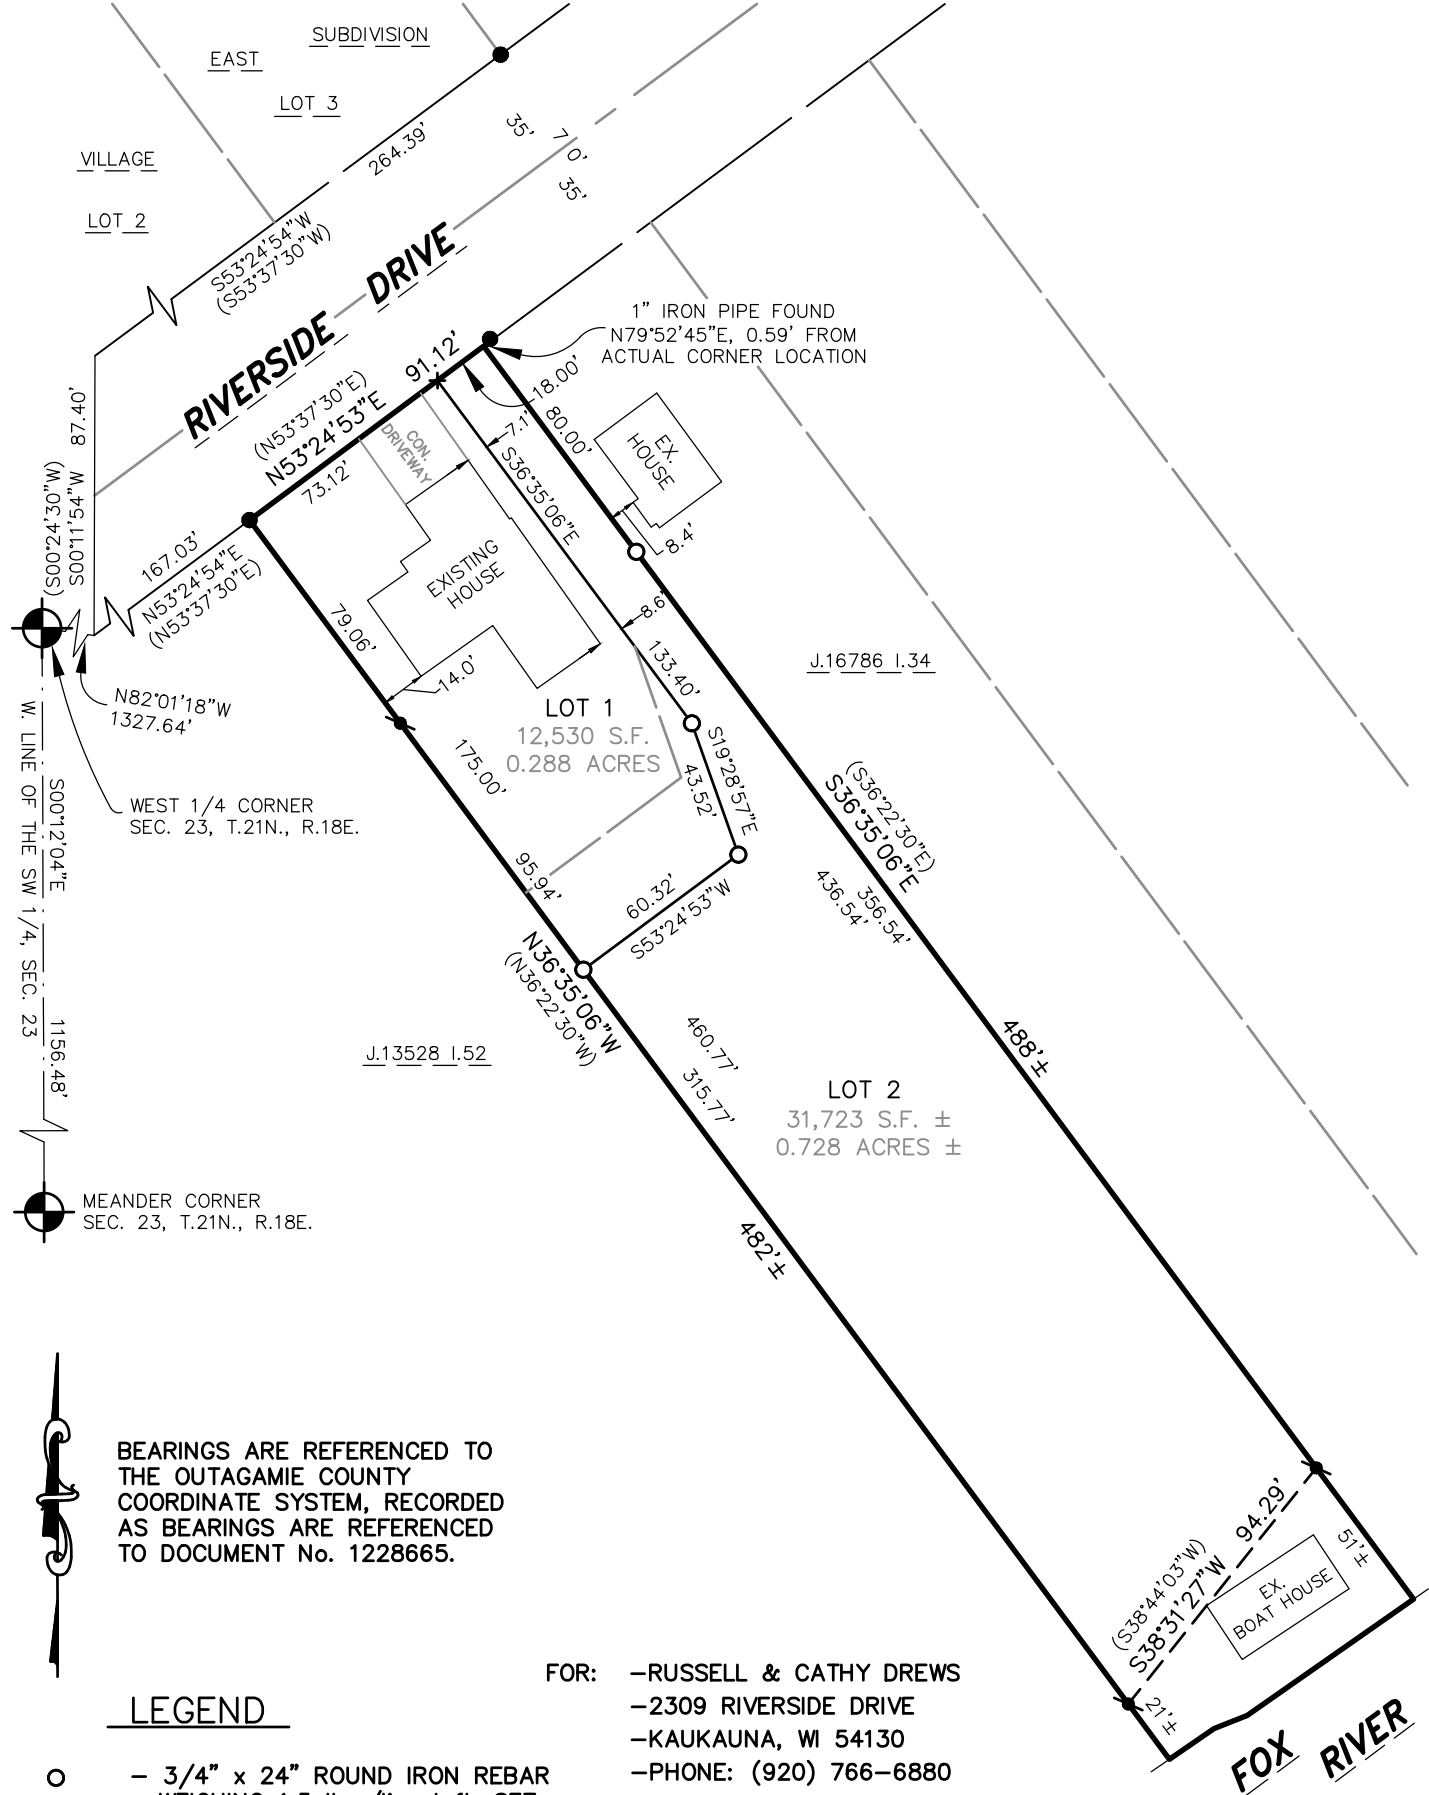 SUBDIVISION
EAST
LOT 3
VILLAGE
LOT 2
264.39'
35'
70'
35'
S53°24'54"W
(S53°37'30"W)
RIVERSIDE DRIVE
1" IRON PIPE FOUND
N79°52'45"E, 0.59' FROM
ACTUAL CORNER LOCATION
91.12'
18.00'
(N53°37'30"E)
N53°24'53"E
73.12'
CON.
DRIVEWAY
7.1'
80.00'
EX.
HOUSE
S36°35'06"E
8.4'
87.40'
S00°11'54"W
(S00°24'30"W)
167.03'
N53°24'54"E
(N53°37'30"E)
EXISTING
HOUSE
79.06'
14.0'
8.6'
133.40'
J.16786 I.34
N82°01'18"W
1327.64'
LOT 1
12,530 S.F.
0.288 ACRES
175.00'
S19°28'57"E
43.52'
WEST 1/4 CORNER
SEC. 23, T.21N., R.18E.
S00°12'04"E
1156.48'
W. LINE OF THE SW 1/4, SEC. 23
95.94'
60.32'
S53°24'53"W
(S36°22'30"E)
S36°35'06"E
356.54'
436.54'
N36°35'06"W
(N36°22'30"W)
460.77'
315.77'
J.13528 I.52
488'±
LOT 2
31,723 S.F. ±
0.728 ACRES ±
MEANDER CORNER
SEC. 23, T.21N., R.18E.
482'±
BEARINGS ARE REFERENCED TO
THE OUTAGAMIE COUNTY
COORDINATE SYSTEM, RECORDED
AS BEARINGS ARE REFERENCED
TO DOCUMENT No. 1228665.
94.29'
(S38°44'03"W)
S38°31'27"W
51'±
EX.
BOAT HOUSE
21'±
FOX RIVER
FOR: -RUSSELL & CATHY DREWS
-2309 RIVERSIDE DRIVE
-KAUKAUNA, WI 54130
-PHONE: (920) 766-6880
LEGEND
- 3/4" x 24" ROUND IRON REBAR